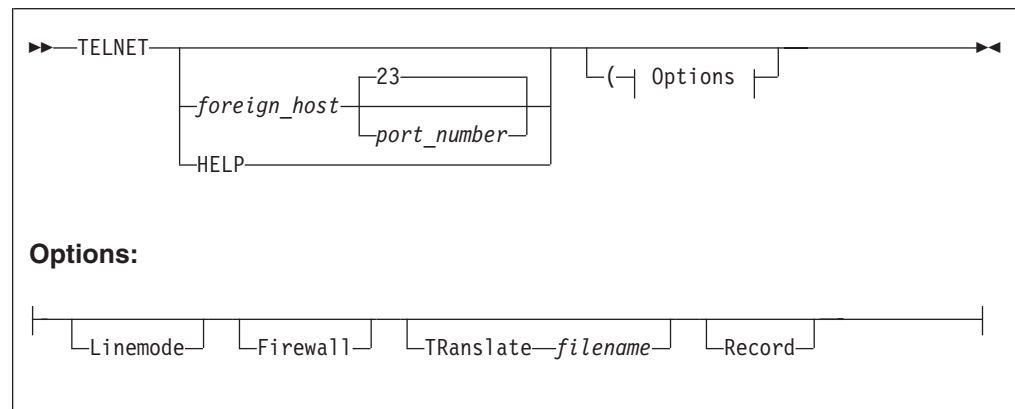 TELNET
23
( Options
foreign_host
port_number
HELP
Options:
Linemode Firewall TRanslate filename Record